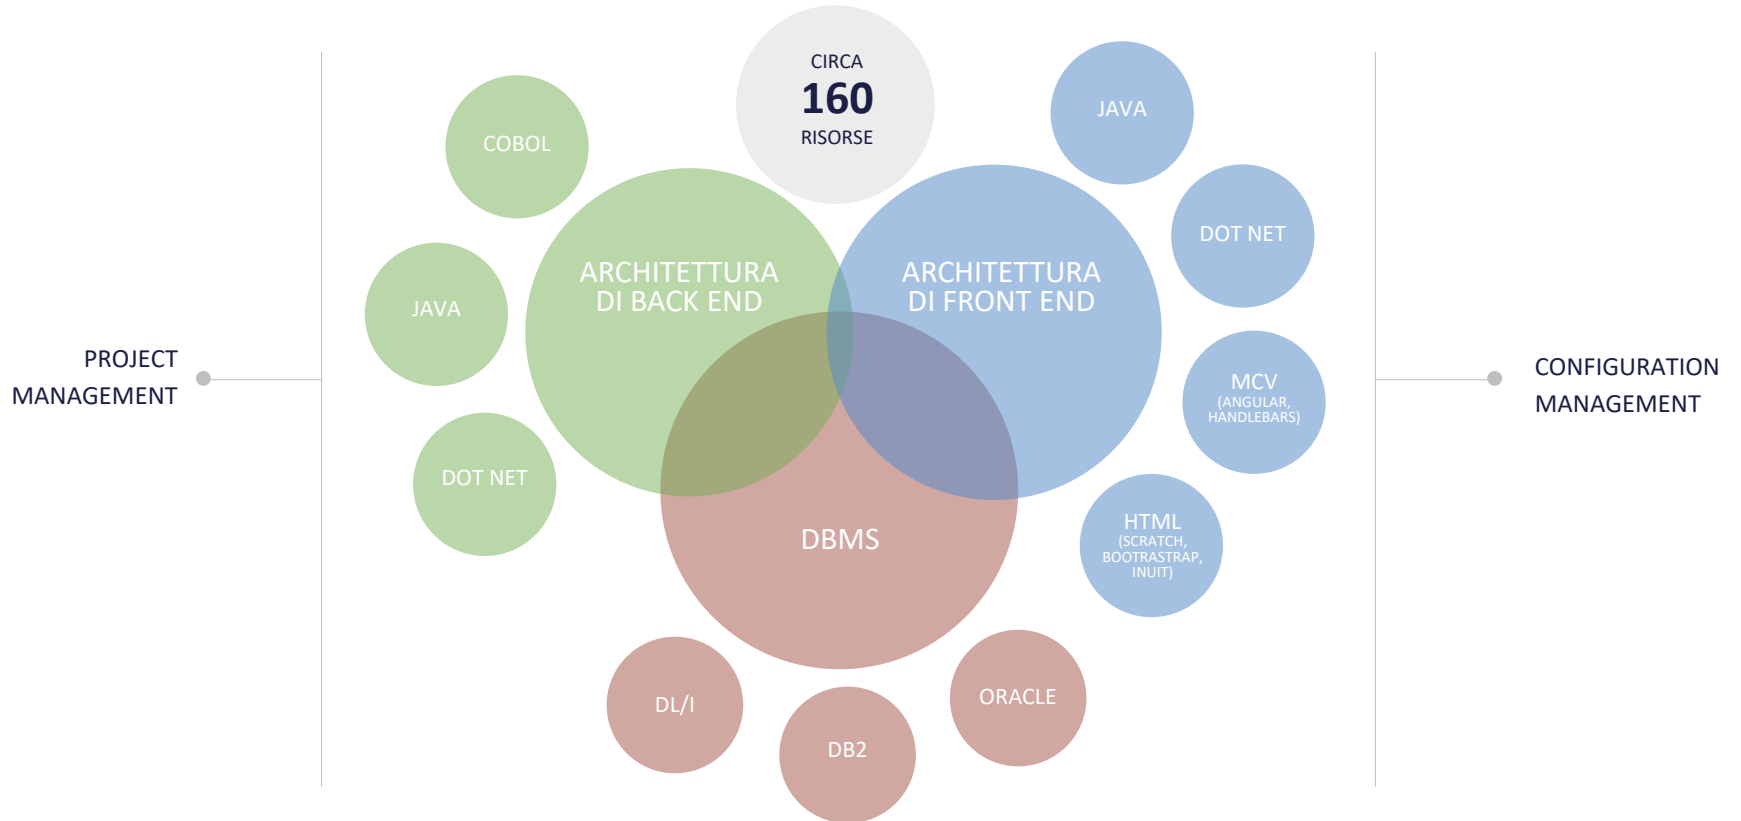 CIRCA
160
RISORSE
JAVA
COBOL
DOT NET
ARCHITETTURA
DI BACK END
ARCHITETTURA
DI FRONT END
JAVA
PROJECT
MANAGEMENT
CONFIGURATION
MANAGEMENT
MCV
(ANGULAR,
HANDLEBARS)
DOT NET
HTML
(SCRATCH,
BOOTRASTRAP,
INUIT)
DBMS
DL/I
DB2
ORACLE